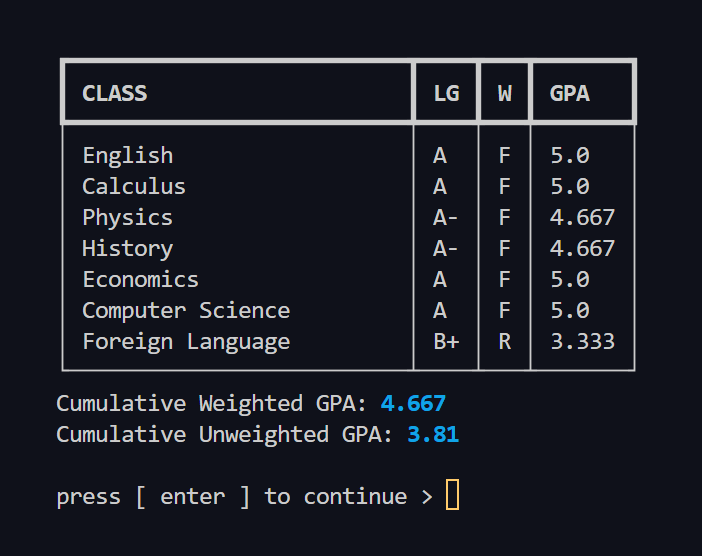 CLASS LG W GPA
English A F 5.0
Calculus A F 5.0
Physics A- F 4.667
History A- F 4.667
Economics A F 5.0
Computer Science A F 5.0
Foreign Language B+ R 3.333
Cumulative Weighted GPA: 4.667
Cumulative Unweighted GPA: 3.81
press [ enter ] to continue >